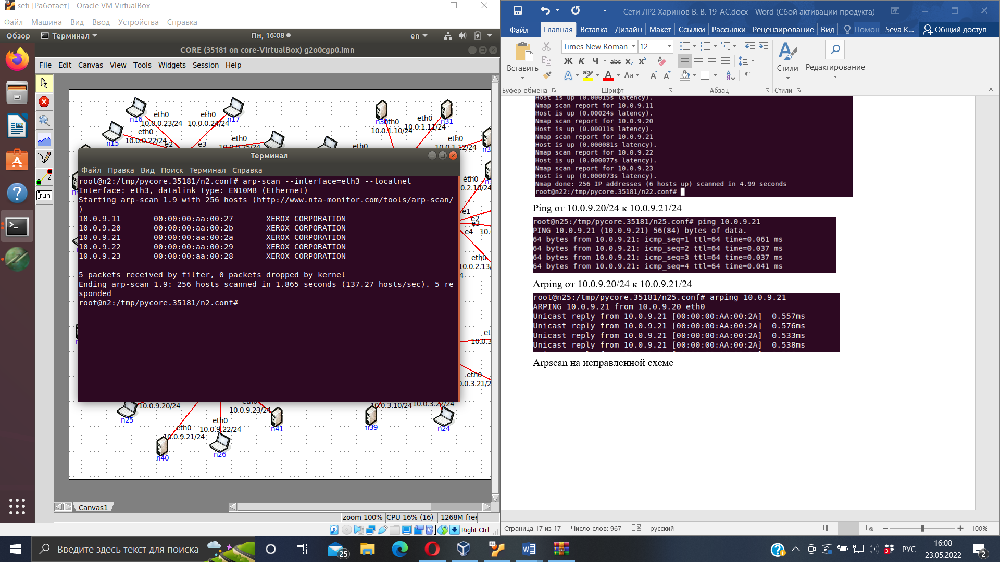 seti [Работает] - Oracle VM VirtualBox
Файл Машина Вид Ввод Устройства Справка
Обзор Терминал Пн, 16:08 en
CORE (35181 on core-VirtualBox) g2o0cgp0.imn
File Edit Canvas View Tools Widgets Session Help
eth0 eth0
n16 10.0.0.23/24 10.0.0.24/24 n17
eth0
n15 10.0.0.22/24
e2 e3
eth0
10.0.0.25/24
eth0
eth0
10.0.1.10/24
eth0
10.0.1.11/24 n31
eth0
eth0
Терминал
Файл Правка Вид Поиск Терминал Справка
root@n2:/tmp/pycore.35181/n2.conf# arp-scan --interface=eth3 --localnet
Interface: eth3, datalink type: EN10MB (Ethernet)
Starting arp-scan 1.9 with 256 hosts (http://www.nta-monitor.com/tools/arp-scan/
)
10.0.9.11 00:00:00:aa:00:27 XEROX CORPORATION
10.0.9.20 00:00:00:aa:00:2b XEROX CORPORATION
10.0.9.21 00:00:00:aa:00:2a XEROX CORPORATION
10.0.9.22 00:00:00:aa:00:29 XEROX CORPORATION
10.0.9.23 00:00:00:aa:00:28 XEROX CORPORATION
5 packets received by filter, 0 packets dropped by kernel
Ending arp-scan 1.9: 256 hosts scanned in 1.865 seconds (137.27 hosts/sec). 5 re
sponded
root@n2:/tmp/pycore.35181/n2.conf#
e1
e2
e3
e4
eth0
eth0
10.0.9.20/24
n25
10.0.9.23/24
eth0
10.0.9.22/24
n41
eth0
10.0.9.21/24
n40
n26
10.0.3.10/24 10.0.3.22/24
n39
n24
run
Canvas1
zoom 100% CPU 16% (16) 1268M free
Right Ctrl
Сети ЛР2 Харинов В. В. 19-АС.docx - Word (Сбой активации продукта)
Файл Главная Вставка Дизайн Макет Ссылки Рассылки Рецензирование Вид Помощ Seva K... Общий доступ
Вставить
Times New Roman 12
Ж К Ч abc x2 x2
Aa
Стили
Редактирование
Буфер обмена Шрифт Абзац Стили
Host is up (0.00015s latency).
Nmap scan report for 10.0.9.11
Host is up (0.00024s latency).
Nmap scan report for 10.0.9.20
Host is up (0.00011s latency).
Nmap scan report for 10.0.9.21
Host is up (0.000081s latency).
Nmap scan report for 10.0.9.22
Host is up (0.000077s latency).
Nmap scan report for 10.0.9.23
Host is up (0.000073s latency).
Nmap done: 256 IP addresses (6 hosts up) scanned in 4.99 seconds
root@n22:/tmp/pycore.35181/n22.conf#
Ping от 10.0.9.20/24 к 10.0.9.21/24
root@n25:/tmp/pycore.35181/n25.conf# ping 10.0.9.21
PING 10.0.9.21 (10.0.9.21) 56(84) bytes of data.
64 bytes from 10.0.9.21: icmp_seq=1 ttl=64 time=0.061 ms
64 bytes from 10.0.9.21: icmp_seq=2 ttl=64 time=0.037 ms
64 bytes from 10.0.9.21: icmp_seq=3 ttl=64 time=0.037 ms
64 bytes from 10.0.9.21: icmp_seq=4 ttl=64 time=0.041 ms
Arping от 10.0.9.20/24 к 10.0.9.21/24
root@n25:/tmp/pycore.35181/n25.conf# arping 10.0.9.21
ARPING 10.0.9.21 from 10.0.9.20 eth0
Unicast reply from 10.0.9.21 [00:00:00:AA:00:2A] 0.557ms
Unicast reply from 10.0.9.21 [00:00:00:AA:00:2A] 0.576ms
Unicast reply from 10.0.9.21 [00:00:00:AA:00:2A] 0.533ms
Unicast reply from 10.0.9.21 [00:00:00:AA:00:2A] 0.538ms
Arpscan на исправленной схеме
Страница 17 из 17 Число слов: 967 русский 100%
Введите здесь текст для поиска
25
РУС
16:08
23.05.2022
2